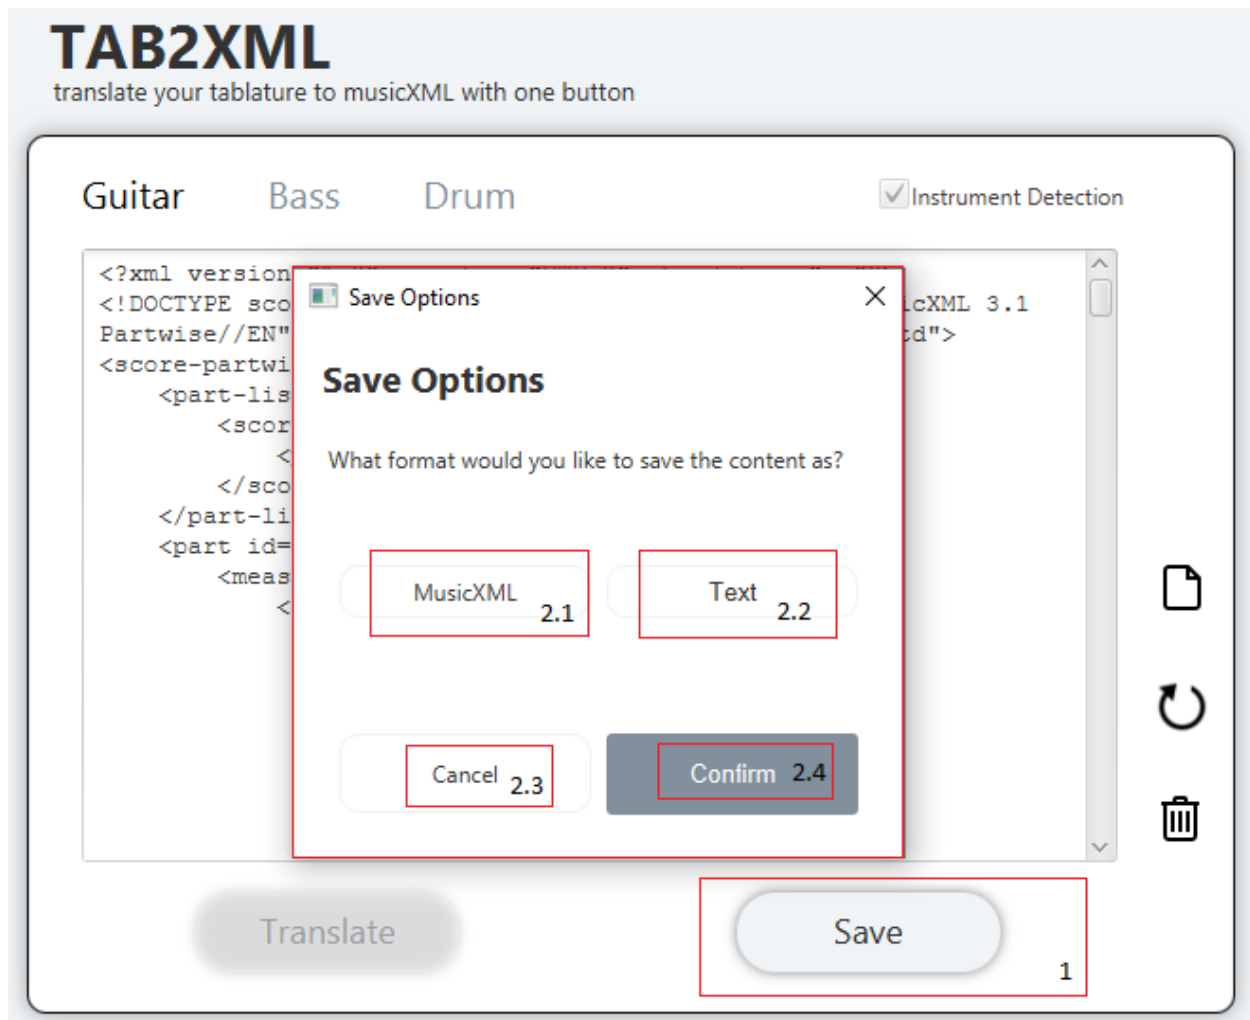 TAB2XML
translate your tablature to musicXML with one button
Guitar Bass Drum Instrument Detection
<?xml version
<!DOCTYPE sco icXML 3.1
Partwise//EN" td">
<score-partwi
<part-lis
<scor
<
</sco
</part-li
<part id=
<meas
<
Save Options
Save Options
What format would you like to save the content as?
MusicXML 2.1 Text 2.2
Cancel 2.3 Confirm 2.4
Translate Save 1